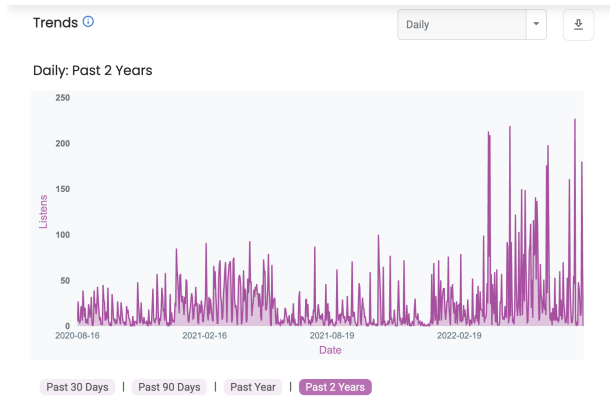 Trends
Daily
Daily: Past 2 Years
250
200
150
100
50
0
Listens
2020-08-16 2021-02-16 2021-08-19 2022-02-19
Date
Past 30 Days | Past 90 Days | Past Year | Past 2 Years